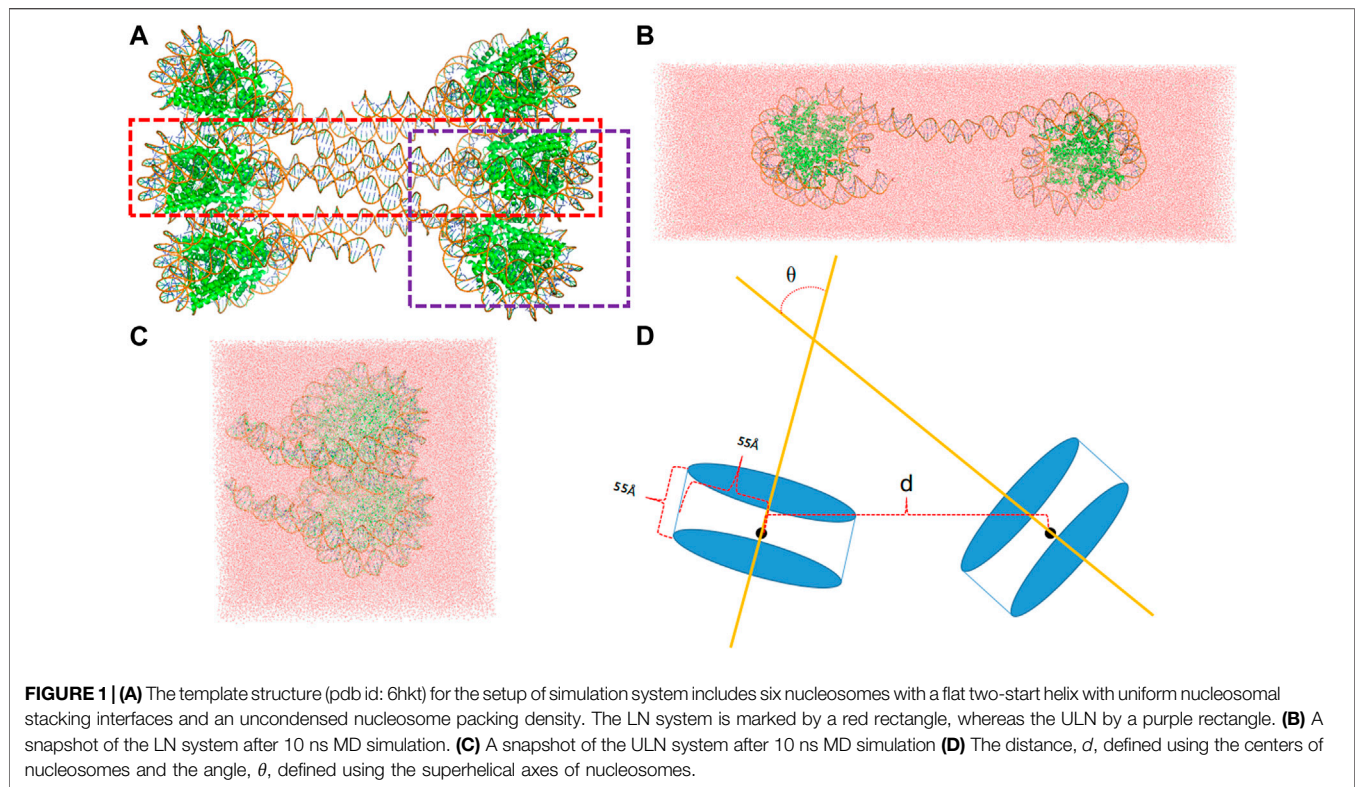 A
B
C
D
θ
55Å
55Å
d
FIGURE 1 | (A) The template structure (pdb id: 6hkt) for the setup of simulation system includes six nucleosomes with a flat two-start helix with uniform nucleosomal
stacking interfaces and an uncondensed nucleosome packing density. The LN system is marked by a red rectangle, whereas the ULN by a purple rectangle. (B) A
snapshot of the LN system after 10 ns MD simulation. (C) A snapshot of the ULN system after 10 ns MD simulation (D) The distance, d, defined using the centers of
nucleosomes and the angle, θ, defined using the superhelical axes of nucleosomes.